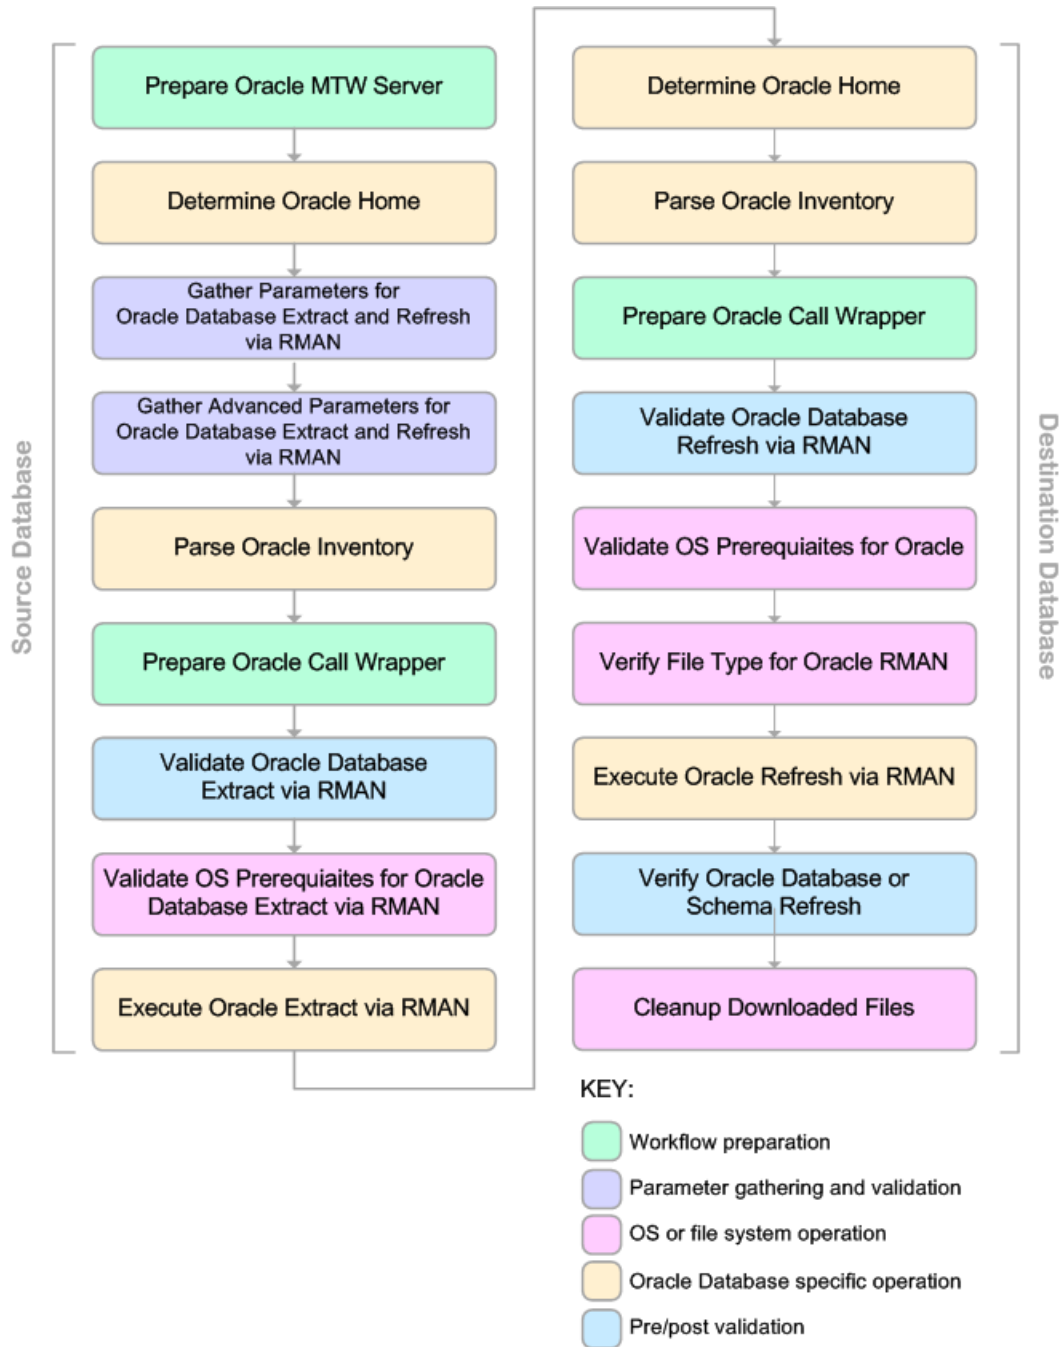 Source Database
Prepare Oracle MTW Server
Determine Oracle Home
Gather Parameters for
Oracle Database Extract and Refresh
via RMAN
Gather Advanced Parameters for
Oracle Database Extract and Refresh
via RMAN
Parse Oracle Inventory
Prepare Oracle Call Wrapper
Validate Oracle Database
Extract via RMAN
Validate OS Prerequiaites for Oracle
Database Extract via RMAN
Execute Oracle Extract via RMAN
Destination Database
Determine Oracle Home
Parse Oracle Inventory
Prepare Oracle Call Wrapper
Validate Oracle Database
Refresh via RMAN
Validate OS Prerequiaites for Oracle
Verify File Type for Oracle RMAN
Execute Oracle Refresh via RMAN
Verify Oracle Database or
Schema Refresh
Cleanup Downloaded Files
KEY:
Workflow preparation
Parameter gathering and validation
OS or file system operation
Oracle Database specific operation
Pre/post validation